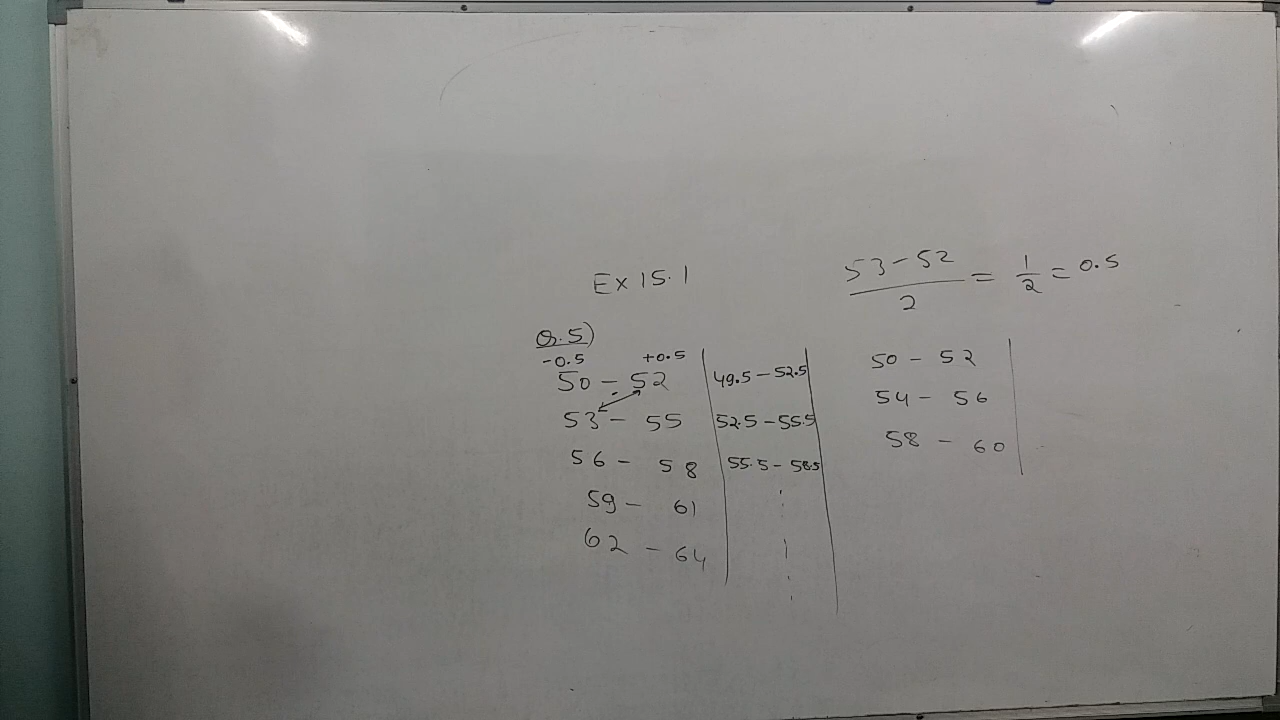 Ex 15.1
53-52/2 = 1/2 = 0.5
Q.5)
-0.5 +0.5
50 - 52 | 49.5 - 52.5 |
53 - 55 | 52.5 - 55.5 |
56 - 58 | 55.5 - 58.5 |
59 - 61
62 - 64
50 - 52
54 - 56
58 - 60